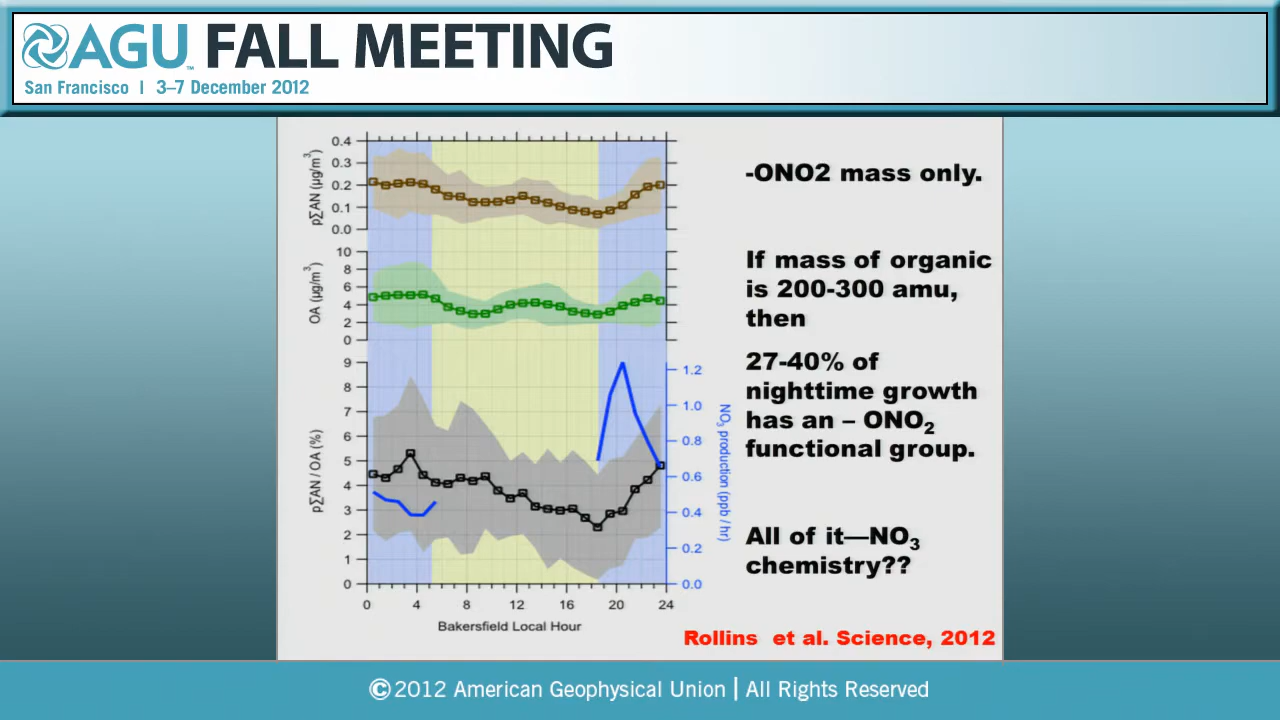 AGU FALL MEETING
San Francisco | 3–7 December 2012
0.4
0.3
0.2
0.1
0.0
p∑AN (µg/m³)
10
8
6
4
2
0
OA (µg/m³)
9
8
7
6
5
4
3
2
1
0
p∑AN / OA (%)
1.2
1.0
0.8
0.6
0.4
0.2
0.0
NO3 production (ppb / hr)
0 4 8 12 16 20 24
Bakersfield Local Hour
-ONO2 mass only.
If mass of organic
is 200-300 amu,
then
27-40% of
nighttime growth
has an – ONO2
functional group.
All of it—NO3
chemistry??
Rollins et al. Science, 2012
©2012 American Geophysical Union | All Rights Reserved